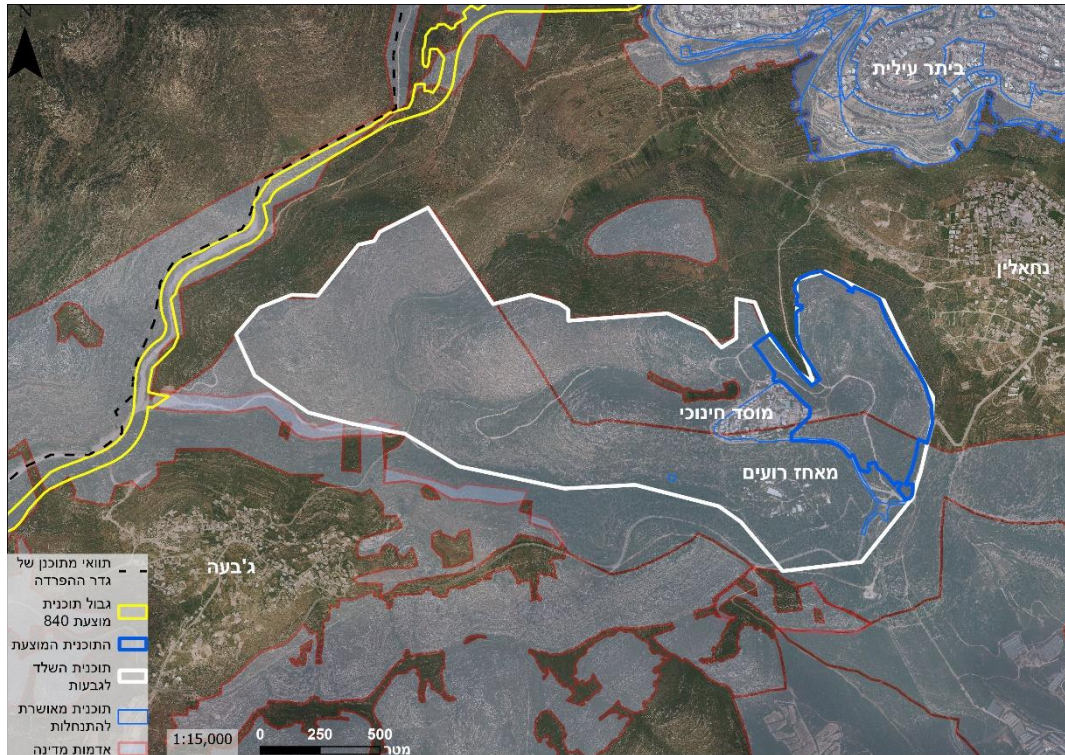 N
ביתר עילית
נחאלין
מוסד חינוכי
מאחז רועים
ג'בעה
תוואי מתוכנן של
גדר ההפרדה
גבול תוכנית
מוצעת 840
התוכנית המוצעת
תוכנית השלד
לגבעות
תוכנית מאושרת
להתנחלות
אדמות מדינה
1:15,000
0 250 500
מטר